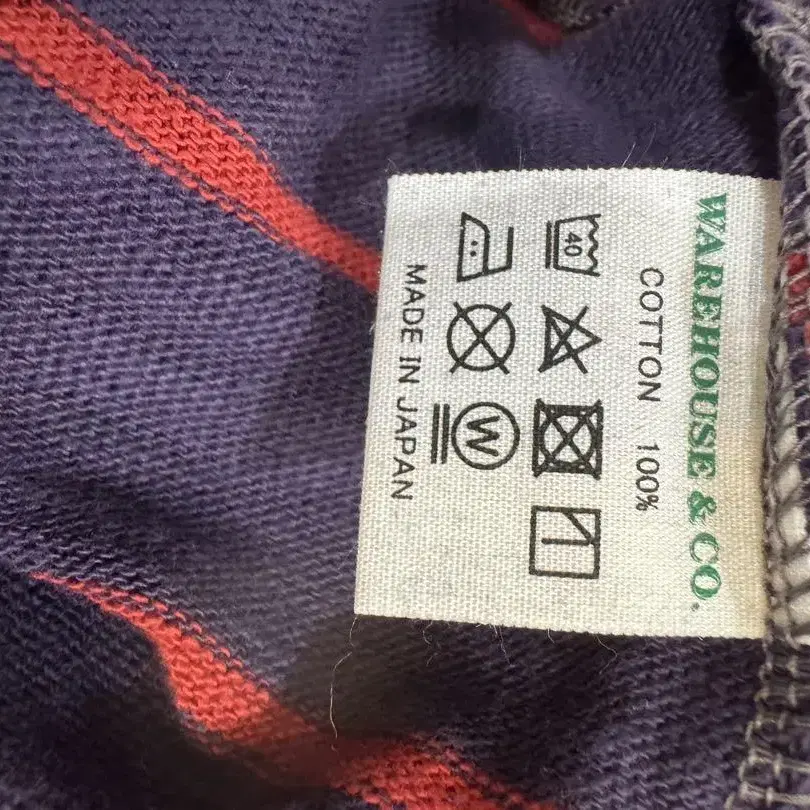 WAREHOUSE & CO.
COTTON 100%
40
W
MADE IN JAPAN